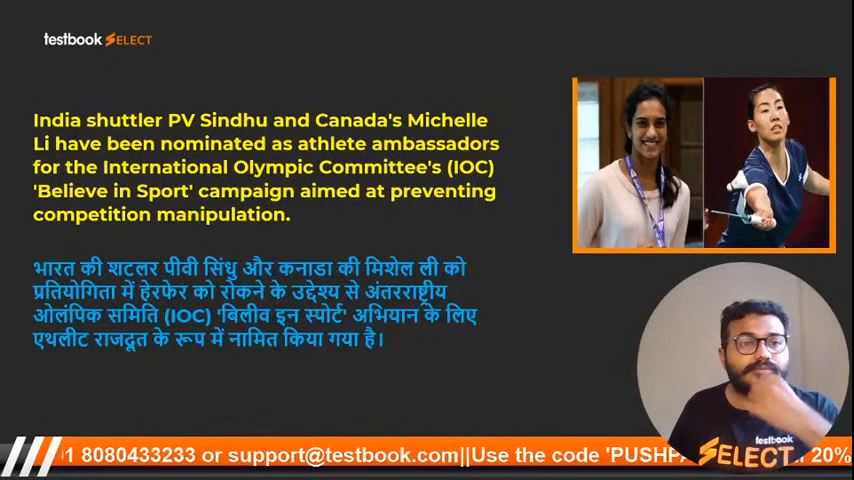 testbook SELECT
India shuttler PV Sindhu and Canada's Michelle
Li have been nominated as athlete ambassadors
for the International Olympic Committee's (IOC)
'Believe in Sport' campaign aimed at preventing
competition manipulation.
भारत की शटलर पीवी सिंधु और कनाडा की मिशेल ली को
प्रतियोगिता में हेरफेर को रोकने के उद्देश्य से अंतरराष्ट्रीय
ओलंपिक समिति (IOC) 'बिलीव इन स्पोर्ट' अभियान के लिए
एथलीट राजदूत के रूप में नामित किया गया है।
testbook
SELECT
8080433233 or support@testbook.com||Use the code 'PUSHP 20%